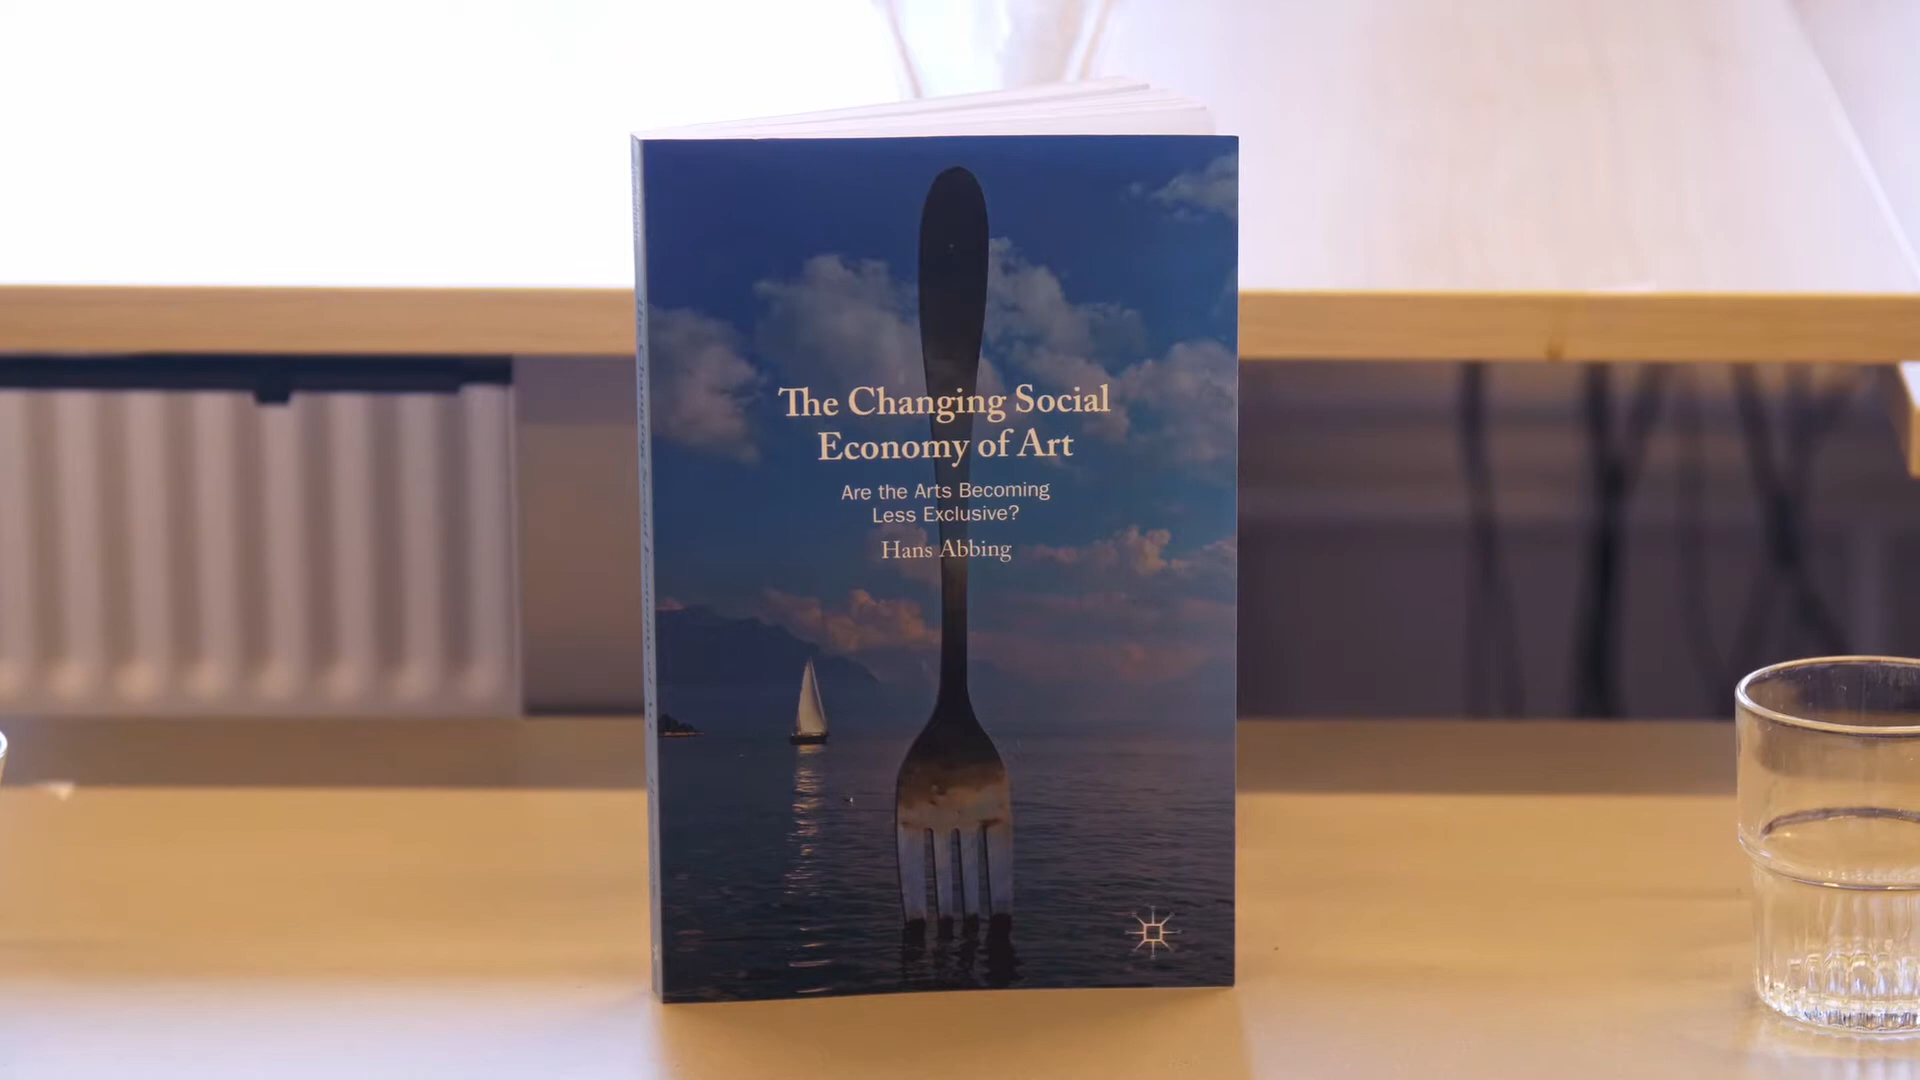 The Changing Social
Economy of Art
Are the Arts Becoming
Less Exclusive?
Hans Abbing